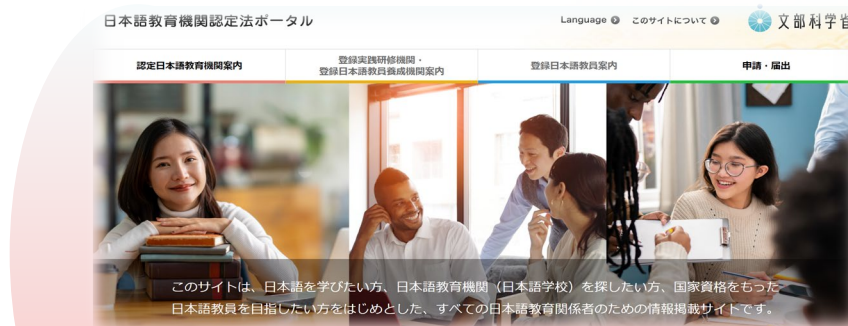 日本語教育機関認定法ポータル
Language
このサイトについて
文部科学省
認定日本語教育機関案内
登録実践研修機関・
登録日本語教員養成機関案内
登録日本語教員案内
申請・届出
このサイトは、日本語を学びたい方、日本語教育機関（日本語学校）を探したい方、国家資格をもった
日本語教員を目指したい方をはじめとした、すべての日本語教育関係者のための情報掲載サイトです。